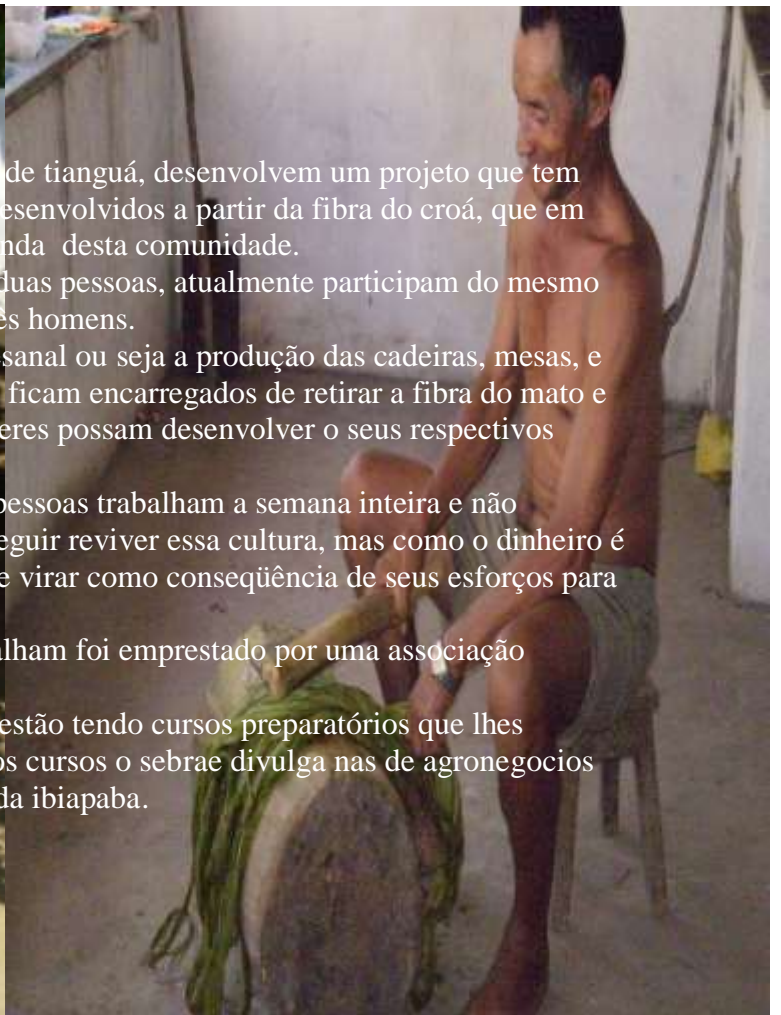 de tianguá, desenvolvem um projeto que tem
esenvolvidos a partir da fibra do croá, que em
nda desta comunidade.
duas pessoas, atualmente participam do mesmo
ês homens.
sanal ou seja a produção das cadeiras, mesas, e
ficam encarregados de retirar a fibra do mato e
eres possam desenvolver o seus respectivos
pessoas trabalham a semana inteira e não
eguir reviver essa cultura, mas como o dinheiro é
e virar como conseqüência de seus esforços para
alham foi emprestado por uma associação
estão tendo cursos preparatórios que lhes
os cursos o sebrae divulga nas de agronegocios
da ibiapaba.